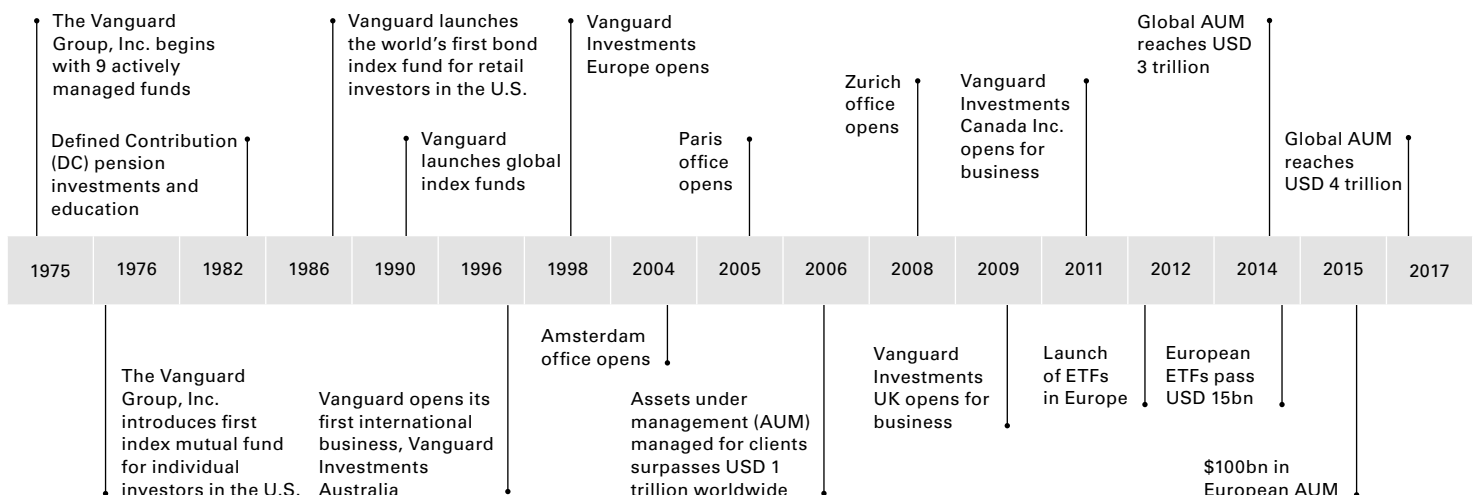 The Vanguard
Group, Inc. begins
with 9 actively
managed funds
Defined Contribution
(DC) pension
investments and
education
Vanguard launches
the world’s first bond
index fund for retail
investors in the U.S.
Vanguard
launches global
index funds
Vanguard
Investments
Europe opens
Paris
office
opens
Zurich
office
opens
Vanguard
Investments
Canada Inc.
opens for
business
Global AUM
reaches USD
3 trillion
Global AUM
reaches
USD 4 trillion
1975 1976 1982 1986 1990 1996 1998 2004 2005 2006 2008 2009 2011 2012 2014 2015 2017
The Vanguard
Group, Inc.
introduces first
index mutual fund
for individual
investors in the U.S.
Vanguard opens its
first international
business, Vanguard
Investments
Australia
Amsterdam
office opens
Assets under
management (AUM)
managed for clients
surpasses USD 1
trillion worldwide
Vanguard
Investments
UK opens for
business
Launch
of ETFs
in Europe
European
ETFs pass
USD 15bn
$100bn in
European AUM